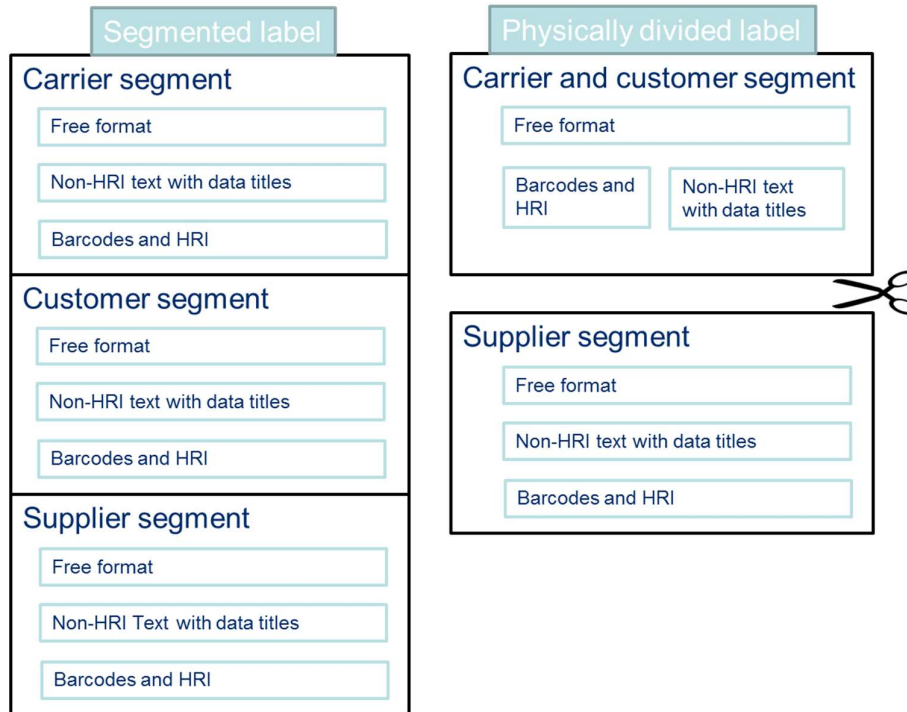 Segmented label
Carrier segment
Free format
Non-HRI text with data titles
Barcodes and HRI
Customer segment
Free format
Non-HRI text with data titles
Barcodes and HRI
Supplier segment
Free format
Non-HRI Text with data titles
Barcodes and HRI
Physically divided label
Carrier and customer segment
Free format
Barcodes and
HRI
Non-HRI text
with data titles
Supplier segment
Free format
Non-HRI text with data titles
Barcodes and HRI